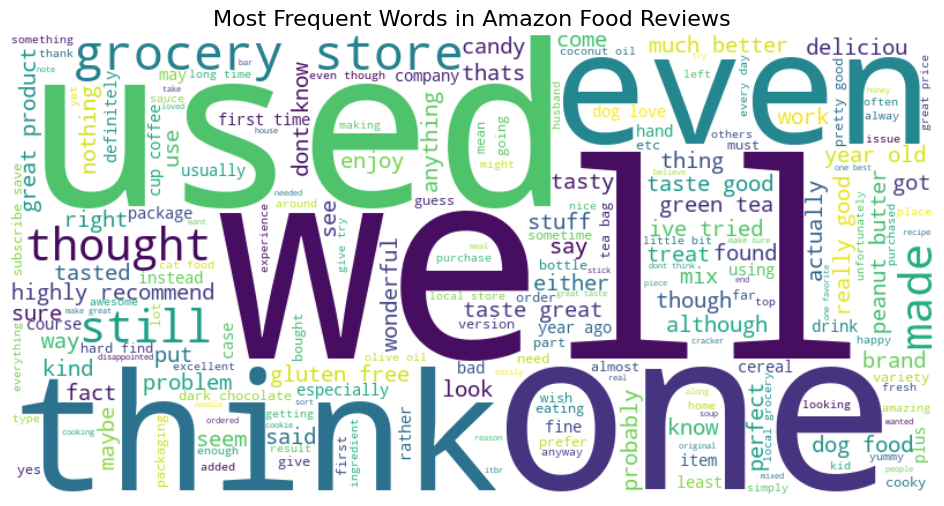 Most Frequent Words in Amazon Food Reviews
something
thank
note
yet
bar
long time
take
sauce
loved
grocery store
may
candy
thats
even though
company
come
coconut oil
much better
try
left
every day
deliciou
great price
great product
nothing
definitely
cup coffee
use
usually
used
first time
house
making
enjoy
might
dont know
anything
mean
going
guess
husband
even
dog love
hand
etc
others
must
work
pretty good
honey
often
alway
issue
subscribe save
right
package
needed
around
experience
see
give try
want
cat food
thought
tasted
instead
awesome
make great
highly recommend
sure
course
lot
everything
way
still
hard find
disappointed
put
case
bought
wonderful
well
purchase
meal
local store
version
order
bottle
nice
tasty
stuff
sometime
tea bag
say
stick
either
taste great
year ago
part
great taste
thing
believe
taste good
green tea
ive tried
little bit
make sure
treat
found
dont think
mix
using
piece
end
though
far
top
although
cracker
actually
year old
really good
got
place
unfortunately
purchased
peanut butter
recipe
one best
one favorite
made
drink
happy
brand
variety
fresh
kind
fact
type
maybe
yes
cooking
packaging
noodle
problem
excellent
dark chocolate
gluten free
olive oil
especially
seem
sort
getting
cookie
ordered
enough
said
result
ingredient
added
give
first
rather
think
look
bad
need
easily
reason
itbr
one
wish
eating
fine
prefer
anyway
almost
real
cereal
probably
know
along
home
soup
original
item
least
perfect
local grocery
mixed
simply
looking
amazing
wanted
dog food
yummy
kid
people
plus
cooky